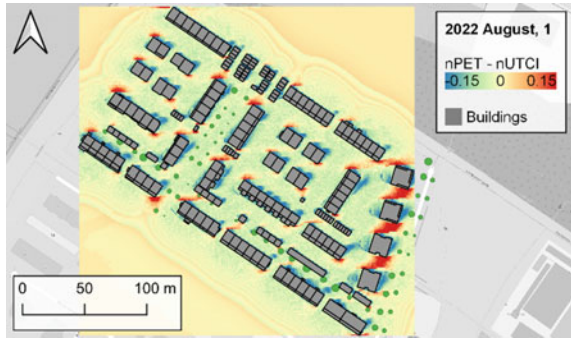 2022 August, 1
nPET - nUTCI
-0.15 0 0.15
Buildings
0 50 100 m